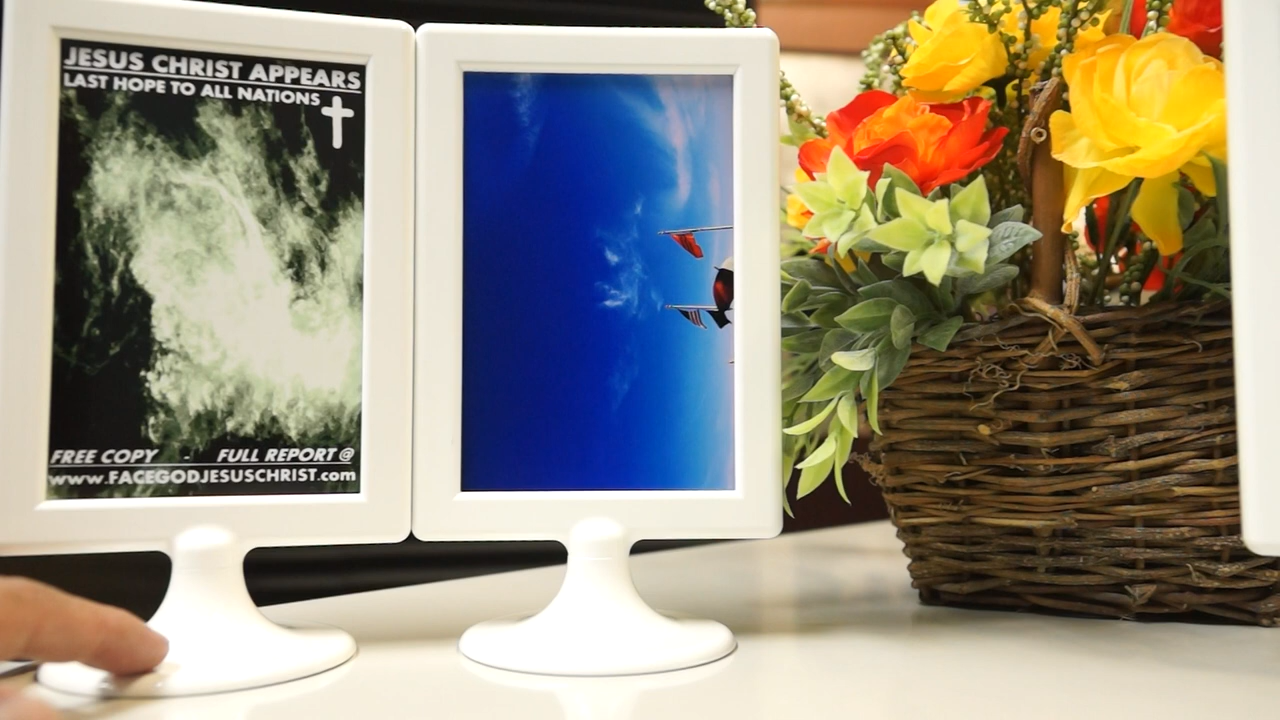 JESUS CHRIST APPEARS
LAST HOPE TO ALL NATIONS
FREE COPY - FULL REPORT @
www.FACEGODJESUSCHRIST.com